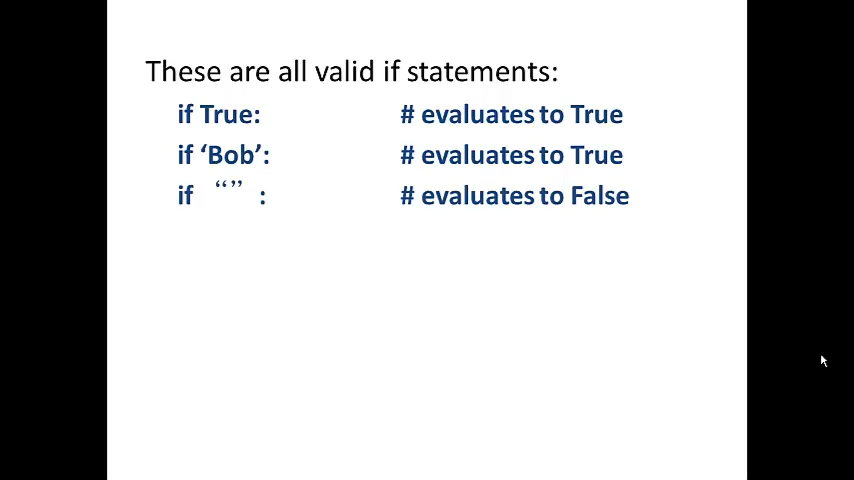 These are all valid if statements:
if True: # evaluates to True
if ‘Bob’: # evaluates to True
if “” : # evaluates to False